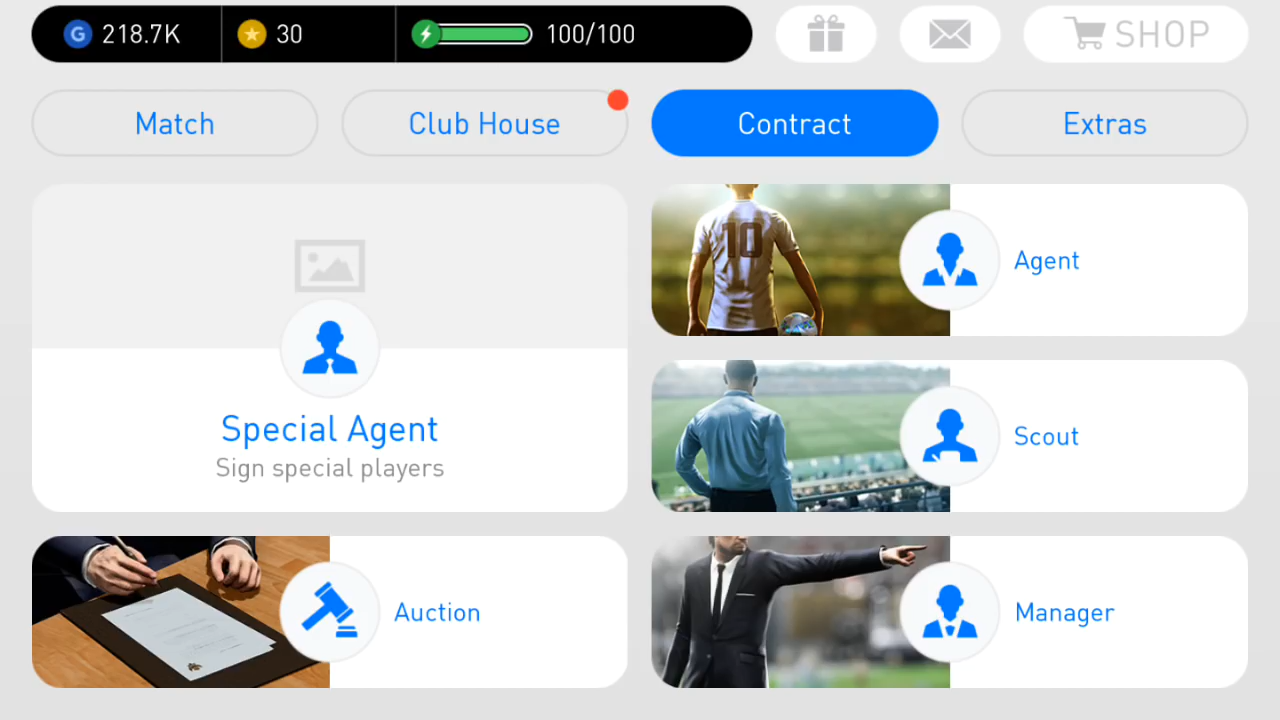 G 218.7K
30
100/100
SHOP
Match
Club House
Contract
Extras
Special Agent
Sign special players
10
Agent
Scout
Auction
Manager